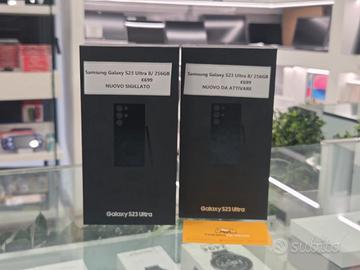 Samsung Galaxy S23 Ultra 8/ 256GB
€699
NUOVO SIGILLATO
Samsung Galaxy S23 Ultra 8/ 256GB
€699
NUOVO DA ATTIVARE
Galaxy S23 Ultra
Galaxy S23 Ultra
subito